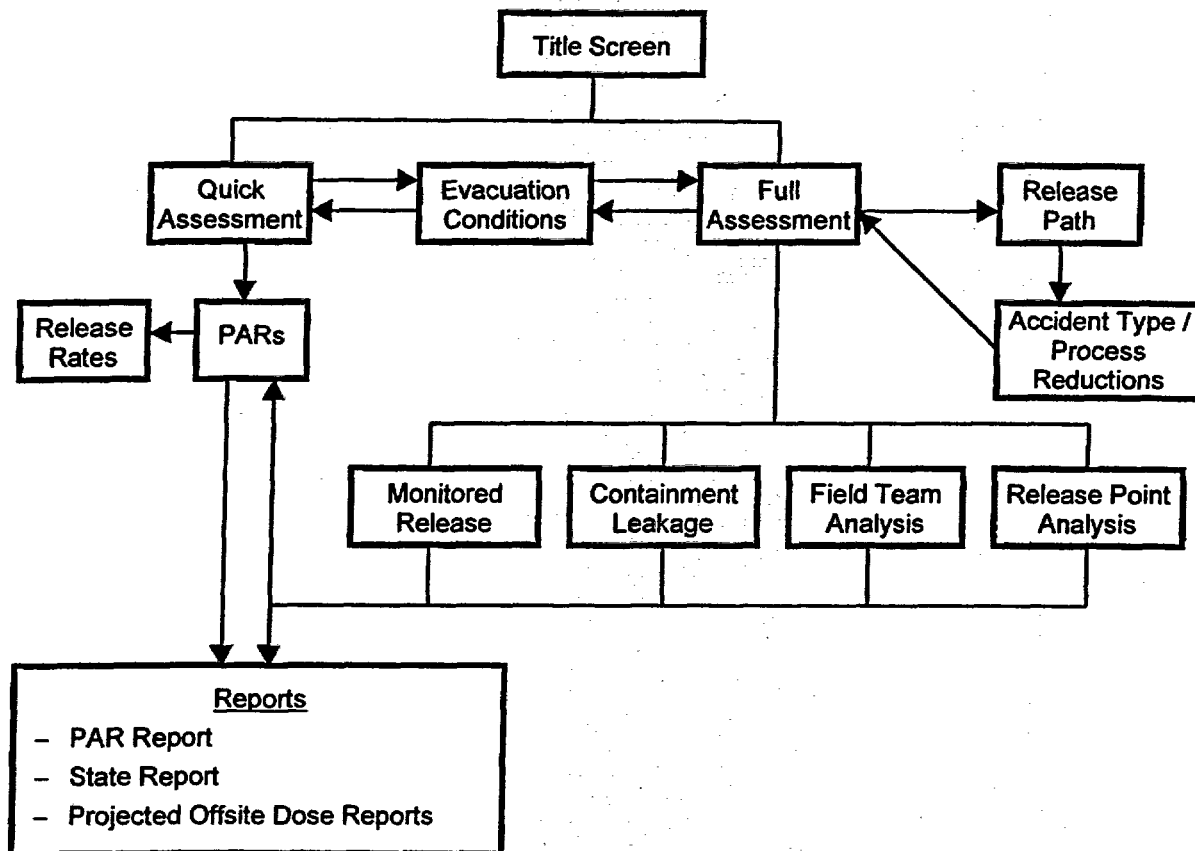 Title Screen
Quick
Assessment
Evacuation
Conditions
Full
Assessment
Release
Path
Release
Rates
PARs
Accident Type /
Process
Reductions
Monitored
Release
Containment
Leakage
Field Team
Analysis
Release Point
Analysis
Reports
– PAR Report
– State Report
– Projected Offsite Dose Reports